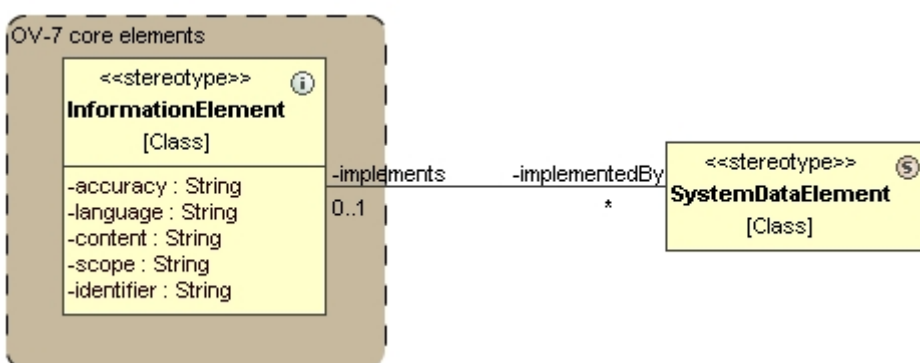 OV-7 core elements
<<stereotype>>
i
InformationElement
[Class]
-accuracy : String
-language : String
-content : String
-scope : String
-identifier : String
-implements
0..1
-implementedBy
*
<<stereotype>>
S
SystemDataElement
[Class]